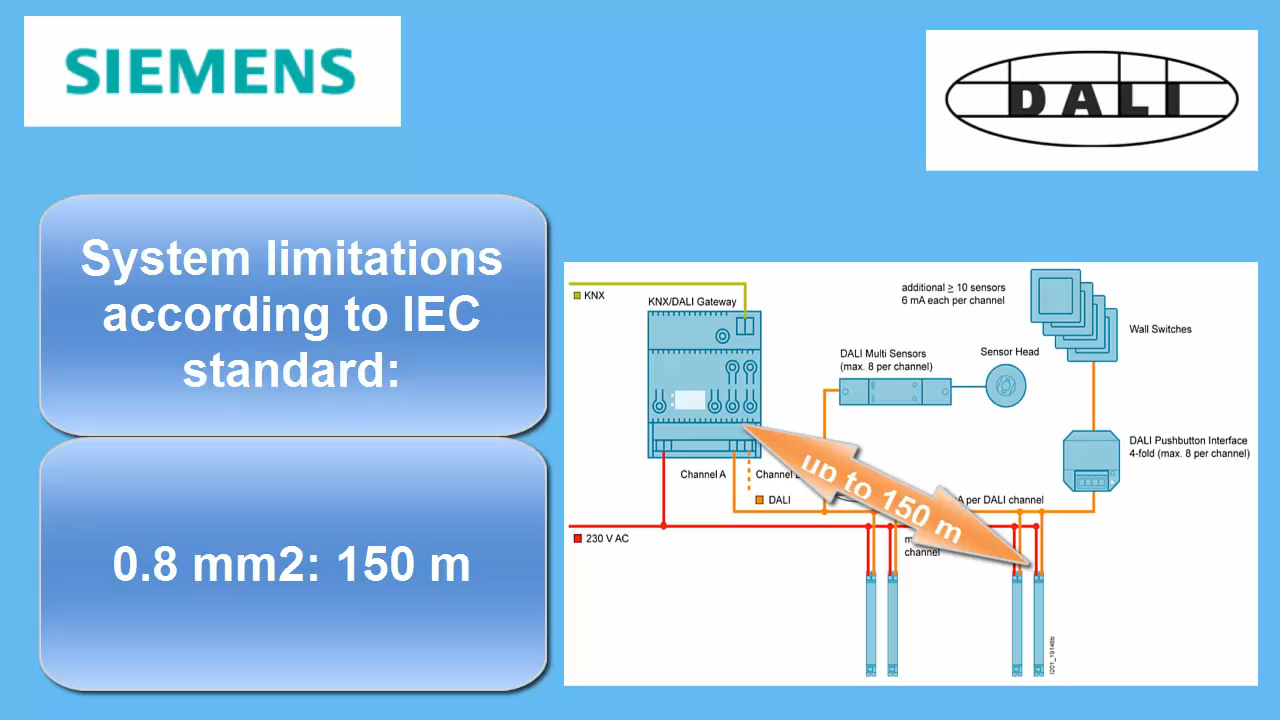 SIEMENS
DALI
System limitations
according to IEC
standard:
0.8 mm2: 150 m
KNX
KNX/DALI Gateway
additional ≥ 10 sensors
6 mA each per channel
Wall Switches
DALI Multi Sensors
(max. 8 per channel)
Sensor Head
DALI Pushbutton Interface
4-fold (max. 8 per channel)
Channel A
Channel
DALI
per DALI channel
up to 150 m
230 V AC
channel
I201_19146b